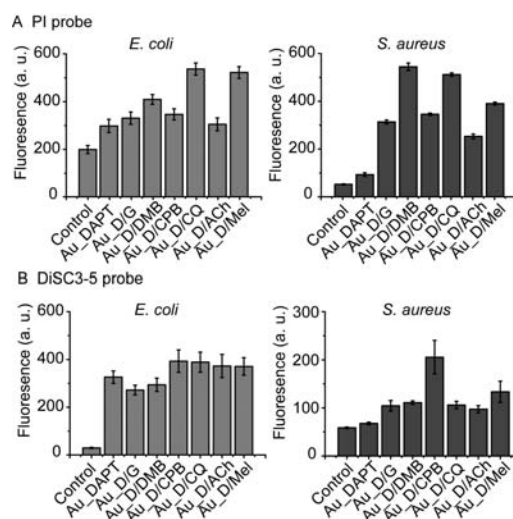 A PI probe
E. coli
S. aureus
Fluoresence (a. u.)
600
400
200
0
Control
Au_DAPT
Au_D/G
Au_D/DMB
Au_D/CPB
Au_D/CQ
Au_D/ACh
Au_D/Mel
Fluoresence (a. u.)
600
400
200
0
Control
Au_DAPT
Au_D/G
Au_D/DMB
Au_D/CPB
Au_D/CQ
Au_D/ACh
Au_D/Mel
B DiSC3-5 probe
E. coli
S. aureus
Fluoresence (a. u.)
600
400
200
0
Control
Au_DAPT
Au_D/G
Au_D/DMB
Au_D/CPB
Au_D/CQ
Au_D/ACh
Au_D/Mel
Fluoresence (a. u.)
300
200
100
0
Control
Au_DAPT
Au_D/G
Au_D/DMB
Au_D/CPB
Au_D/CQ
Au_D/ACh
Au_D/Mel